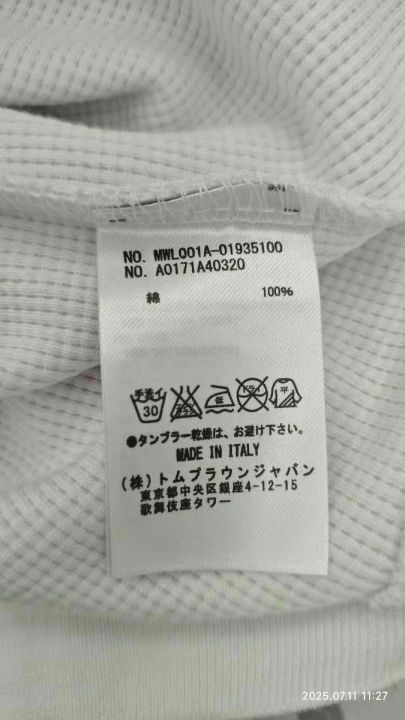 NO. MWL001A-01935100
NO. A0171A40320
綿 100%
手洗イ
30
低
平
●タンブラー乾燥は、お避け下さい。
MADE IN ITALY
(株)トムブラウンジャパン
東京都中央区銀座4-12-15
歌舞伎座タワー
2025.07.11 11:27